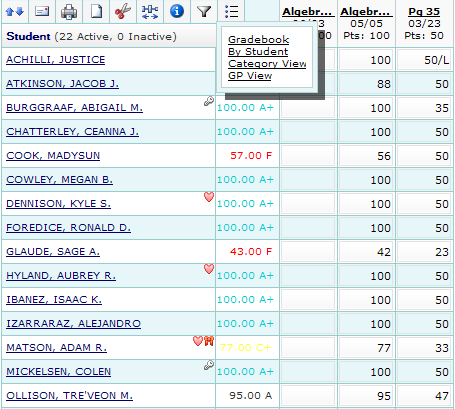 Algebr... Algebr... Pg 35
05/05 03/23
Pts: 100 Pts: 50
Student (22 Active, 0 Inactive)
Gradebook
By Student
Category View
GP View
ACHILLI, JUSTICE 100 50/L
ATKINSON, JACOB J. 88 50
BURGGRAAF, ABIGAIL M. 100.00 A+ 100 35
CHATTERLEY, CEANNA J. 100.00 A+ 100 50
COOK, MADYSUN 57.00 F 56 50
COWLEY, MEGAN B. 100.00 A+ 100 50
DENNISON, KYLE S. 100.00 A+ 100 50
FOREDICE, RONALD D. 100.00 A+ 100 50
GLAUDE, SAGE A. 43.00 F 42 23
HYLAND, AUBREY R. 100.00 A+ 100 50
IBANEZ, ISAAC K. 100.00 A+ 100 50
IZARRARAZ, ALEJANDRO 100.00 A+ 100 50
MATSON, ADAM R. 77.00 C+ 77 33
MICKELSEN, COLEN 100.00 A+ 100 50
OLLISON, TRE'VEON M. 95.00 A 95 47